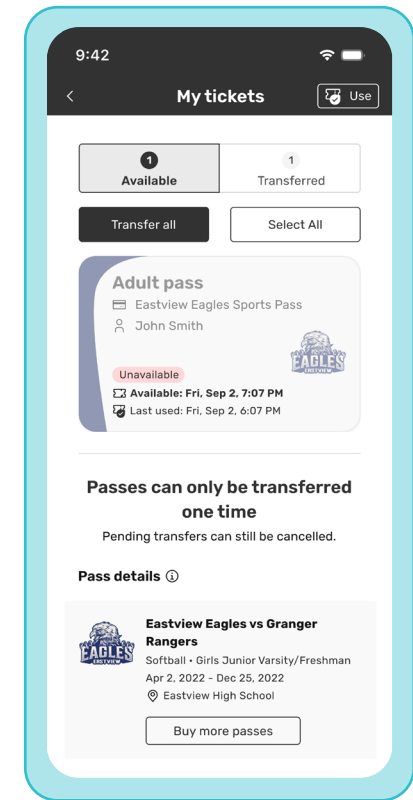 9:42
My tickets
Use
1
Available
1
Transferred
Transfer all
Select All
Adult pass
Eastview Eagles Sports Pass
John Smith
EAGLES
EASTVIEW
Unavailable
Available: Fri, Sep 2, 7:07 PM
Last used: Fri, Sep 2, 6:07 PM
Passes can only be transferred
one time
Pending transfers can still be cancelled.
Pass details
Eastview Eagles vs Granger
Rangers
EAGLES
EASTVIEW
Softball • Girls Junior Varsity/Freshman
Apr 2, 2022 - Dec 25, 2022
Eastview High School
Buy more passes